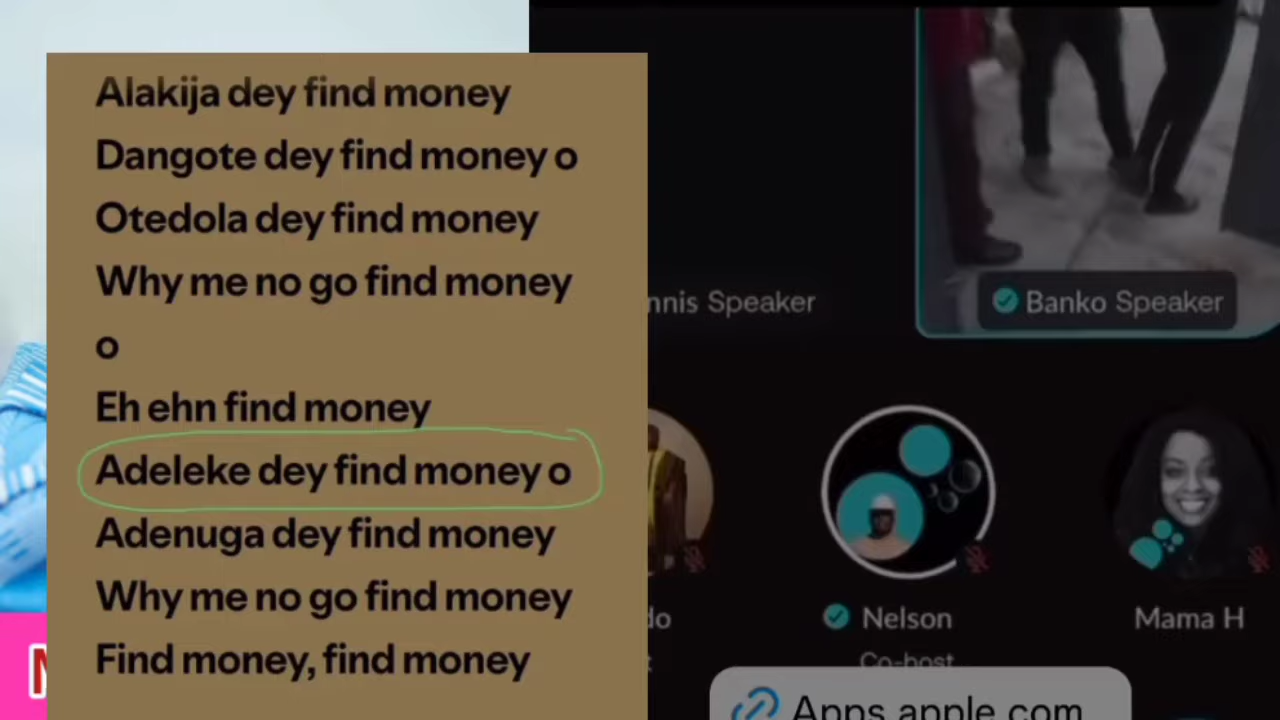 Alakija dey find money
Dangote dey find money o
Otedola dey find money
Why me no go find money
o
Eh ehn find money
Adeleke dey find money o
Adenuga dey find money
Why me no go find money
Find money, find money
Speaker
Banko Speaker
Nelson
Co-host
Mama H
Apps.apple.com